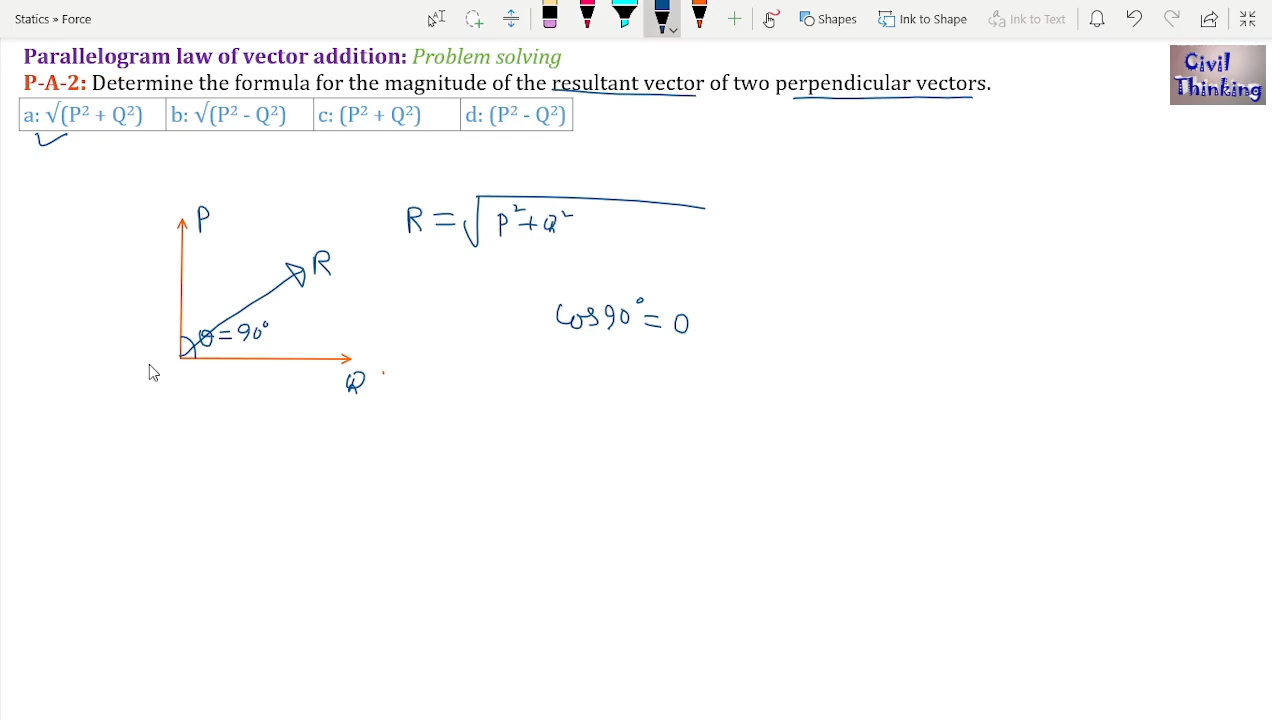 Statics » Force
Shapes
Ink to Shape
Ink to Text
Parallelogram law of vector addition: Problem solving
P-A-2: Determine the formula for the magnitude of the resultant vector of two perpendicular vectors.
a: √(P² + Q²) b: √(P² - Q²) c: (P² + Q²) d: (P² - Q²)
Civil
Thinking
P
R = √P²+Q²
R
θ = 90°
cos90° = 0
Q